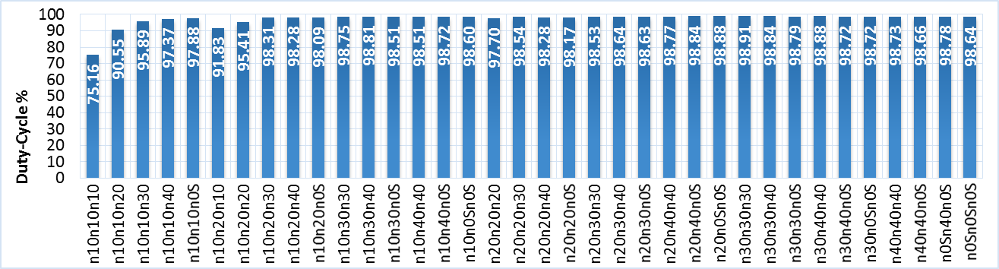 Duty-Cycle %
100
90
80
70
60
50
40
30
20
10
0
75.16
90.55
95.89
97.37
97.88
91.83
95.41
98.31
98.28
98.09
98.75
98.81
98.51
98.51
98.72
98.60
97.70
98.54
98.28
98.17
98.53
98.64
98.63
98.77
98.84
98.88
98.91
98.84
98.79
98.88
98.72
98.72
98.73
98.66
98.78
98.64
n10n10n10
n10n10n20
n10n10n30
n10n10n40
n10n10n0S
n10n20n10
n10n20n20
n10n20n30
n10n20n40
n10n20n0S
n10n30n30
n10n30n40
n10n30n0S
n10n40n40
n10n40n0S
n10n0Sn0S
n20n20n20
n20n20n30
n20n20n40
n20n20n0S
n20n30n30
n20n30n40
n20n30n0S
n20n40n40
n20n40n0S
n20n0Sn0S
n30n30n30
n30n30n40
n30n30n0S
n30n40n40
n30n40n0S
n30n0Sn0S
n40n40n40
n40n40n0S
n0Sn40n0S
n0Sn0Sn0S